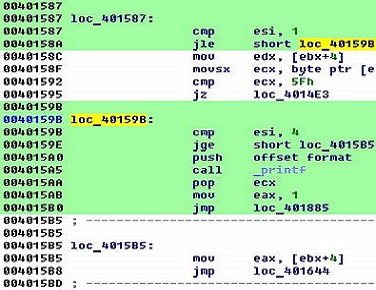 00401587
00401587 loc_401587:
00401587 cmp esi, 1
0040158A jle short loc_40159B
0040158C mov edx, [ebx+4]
0040158F movsx ecx, byte ptr [e
00401592 cmp ecx, 5Fh
00401595 jz loc_4014E3
0040159B
0040159B loc_40159B:
0040159B cmp esi, 4
0040159E jge short loc_4015B5
004015A0 push offset format
004015A5 call _printf
004015AA pop ecx
004015AB mov eax, 1
004015B0 jmp loc_401885
004015B5 ; ---------------------------------------
004015B5
004015B5 loc_4015B5:
004015B5 mov eax, [ebx+4]
004015B8 jmp loc_401644
004015BD ; ---------------------------------------